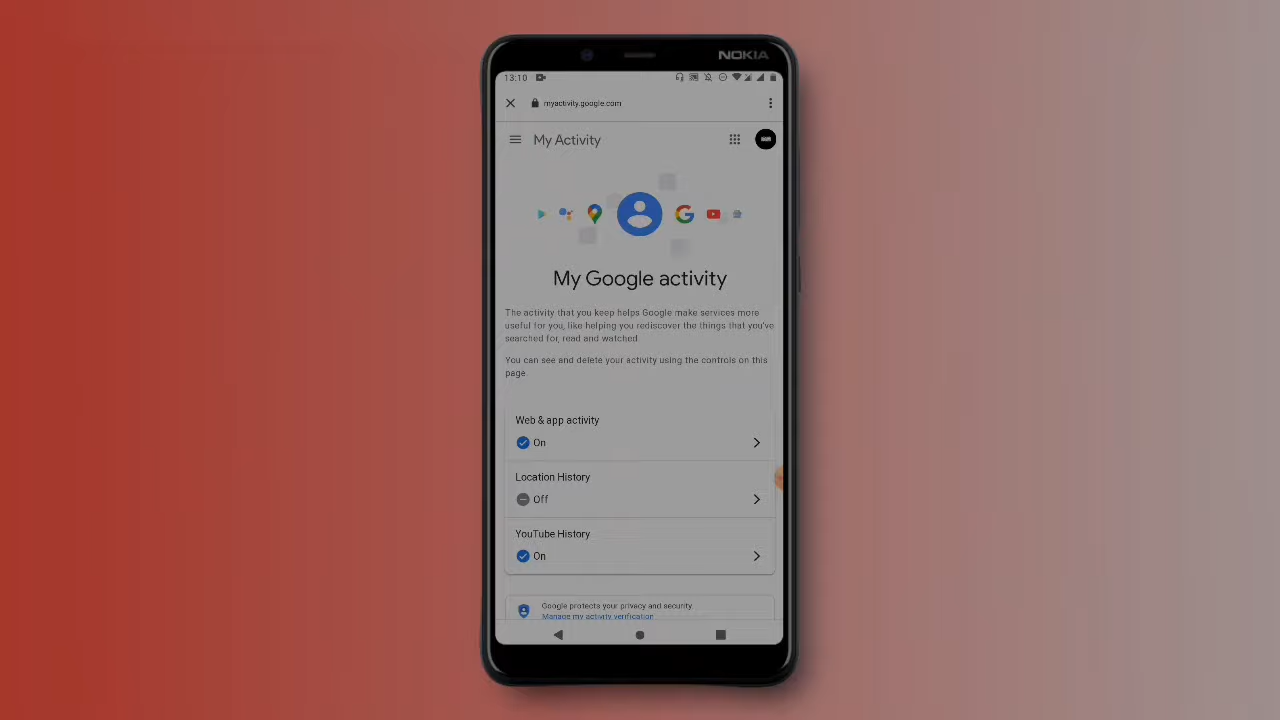 NOKIA
13:10
myactivity.google.com
My Activity
My Google activity
The activity that you keep helps Google make services more
useful for you, like helping you rediscover the things that you've
searched for, read and watched.
You can see and delete your activity using the controls on this
page.
Web & app activity
On
Location History
Off
YouTube History
On
Google protects your privacy and security.
Manage my activity verification